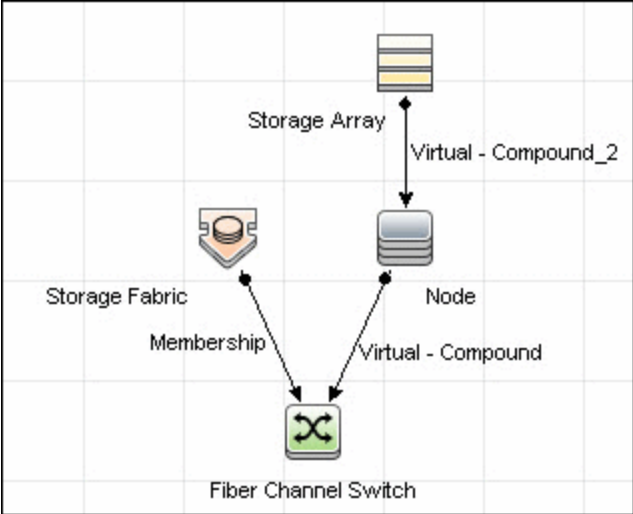 Storage Array
Virtual - Compound_2
Storage Fabric
Node
Membership
Virtual - Compound
Fiber Channel Switch